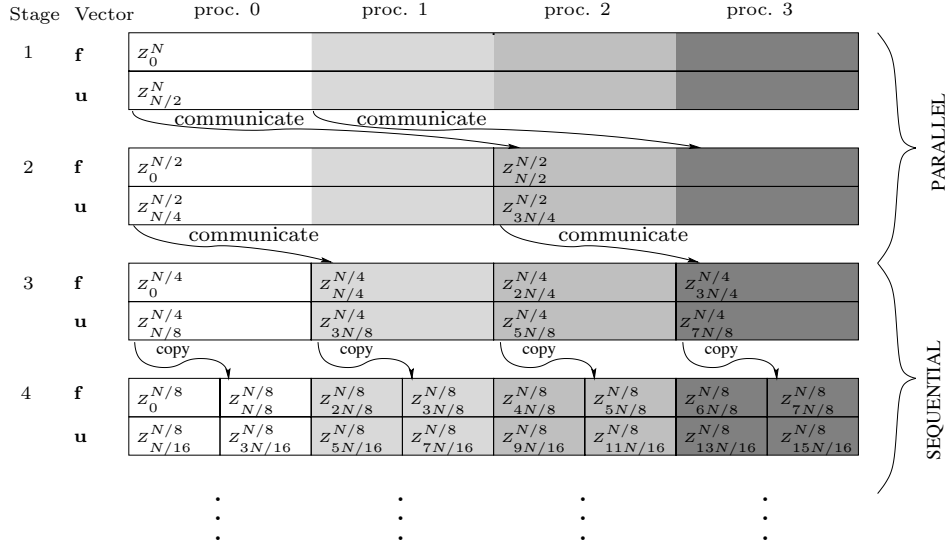 Stage Vector proc. 0 proc. 1 proc. 2 proc. 3
1 f z_0^N
u z_{N/2}^N
communicate communicate
2 f z_0^{N/2} z_{N/2}^{N/2}
u z_{N/4}^{N/2} z_{3N/4}^{N/2}
communicate communicate
3 f z_0^{N/4} z_{N/4}^{N/4} z_{2N/4}^{N/4} z_{3N/4}^{N/4}
u z_{N/8}^{N/4} z_{3N/8}^{N/4} z_{5N/8}^{N/4} z_{7N/8}^{N/4}
copy copy copy copy
4 f z_0^{N/8} z_{N/8}^{N/8} z_{2N/8}^{N/8} z_{3N/8}^{N/8} z_{4N/8}^{N/8} z_{5N/8}^{N/8} z_{6N/8}^{N/8} z_{7N/8}^{N/8}
u z_{N/16}^{N/8} z_{3N/16}^{N/8} z_{5N/16}^{N/8} z_{7N/16}^{N/8} z_{9N/16}^{N/8} z_{11N/16}^{N/8} z_{13N/16}^{N/8} z_{15N/16}^{N/8}
PARALLEL
SEQUENTIAL